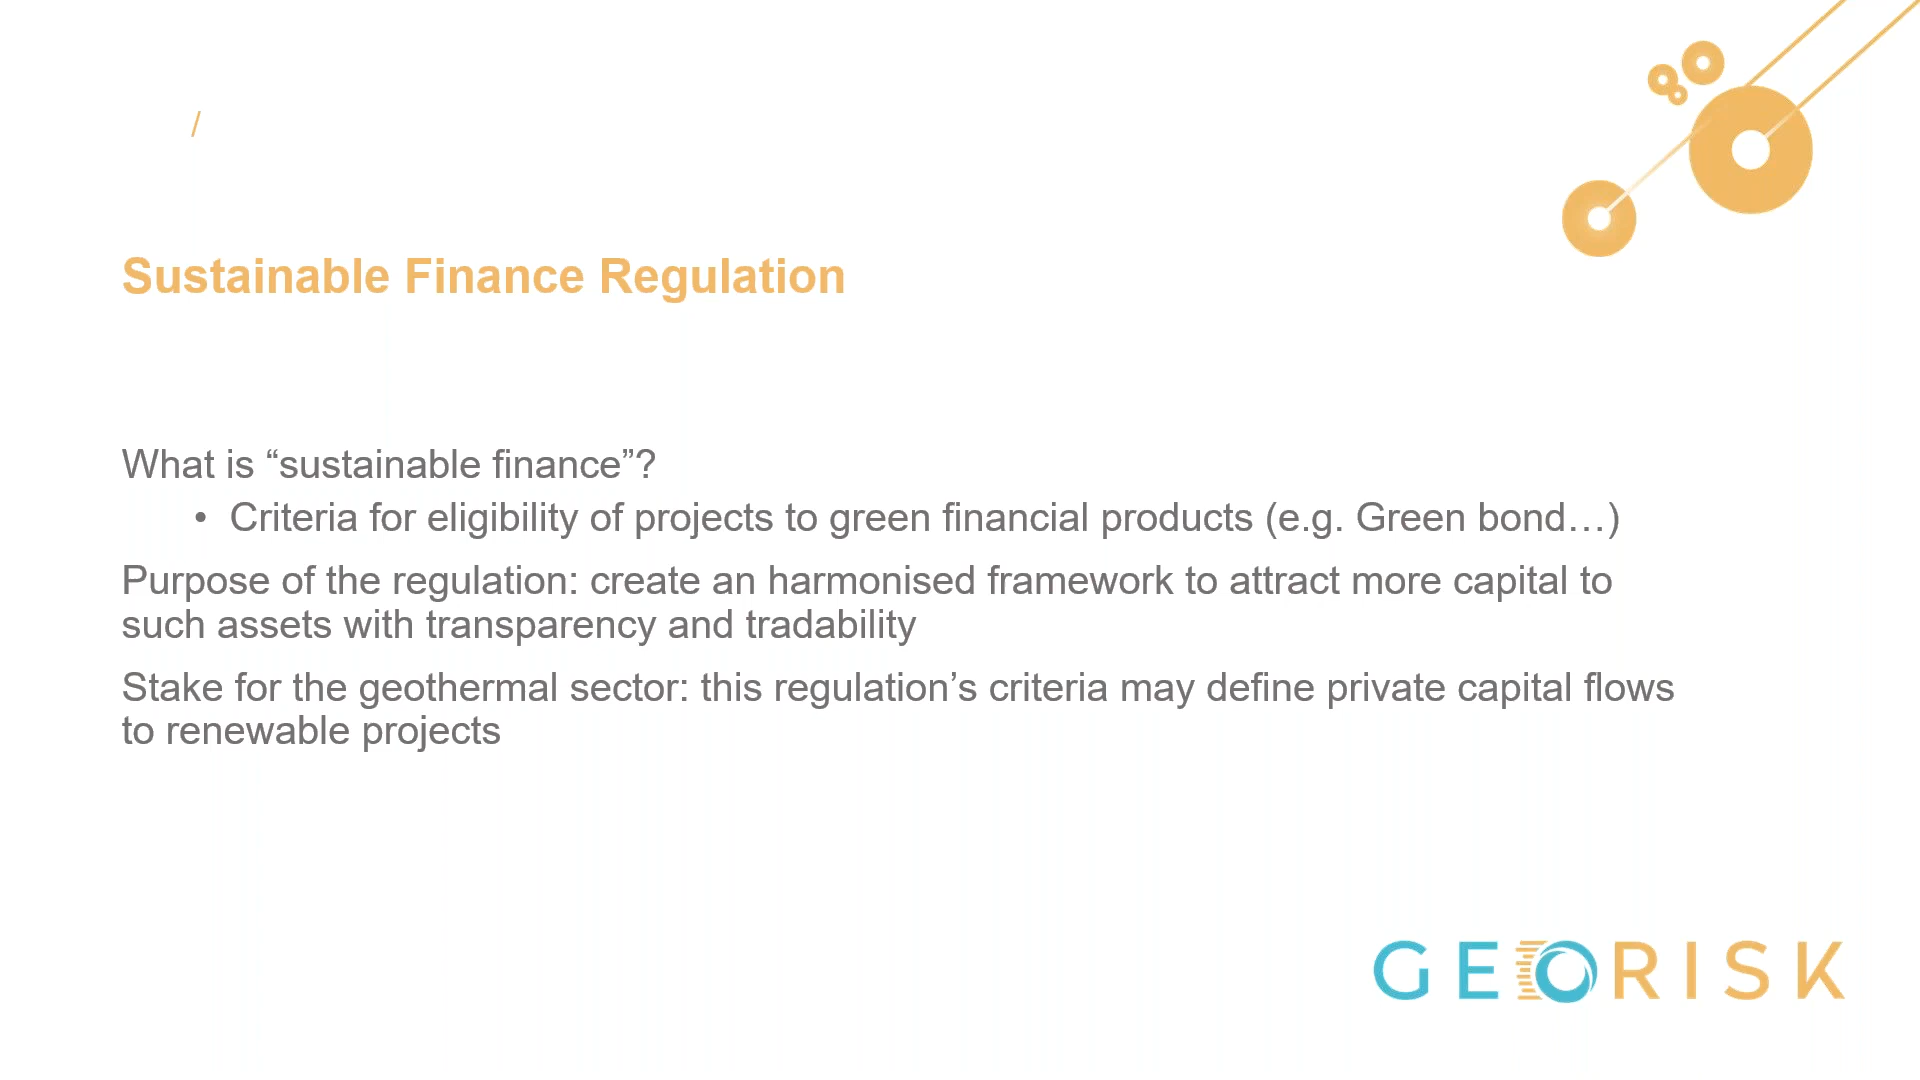 /
Sustainable Finance Regulation
What is “sustainable finance”?
• Criteria for eligibility of projects to green financial products (e.g. Green bond…)
Purpose of the regulation: create an harmonised framework to attract more capital to
such assets with transparency and tradability
Stake for the geothermal sector: this regulation’s criteria may define private capital flows
to renewable projects
GEORISK